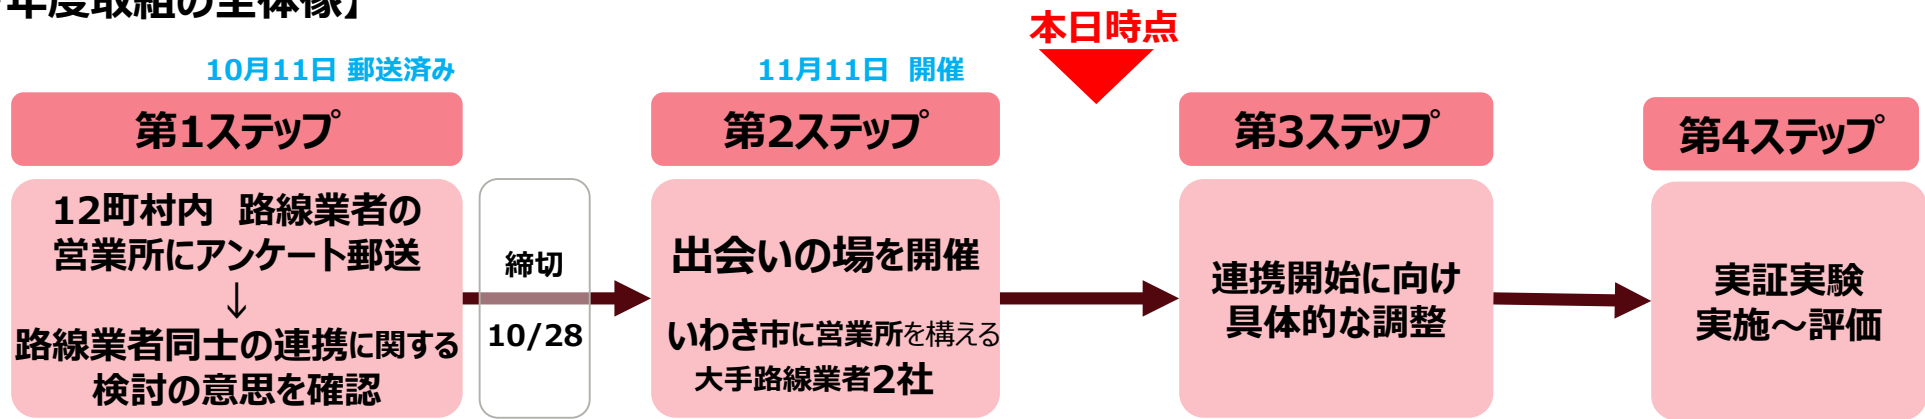 年度取組の全体像】
本日時点
10月11日 郵送済み
11月11日 開催
第1ステップ
第2ステップ
第3ステップ
第4ステップ
12町村内 路線業者の
営業所にアンケート郵送
↓
路線業者同士の連携に関する
検討の意思を確認
締切
10/28
出会いの場を開催
いわき市に営業所を構える
大手路線業者2社
連携開始に向け
具体的な調整
実証実験
実施～評価